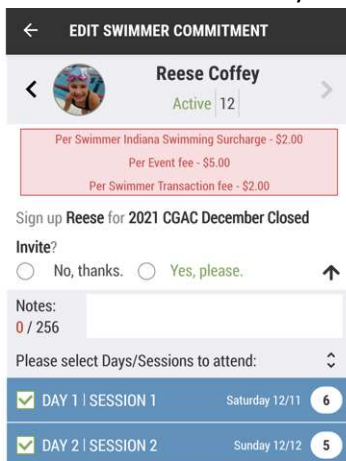 EDIT SWIMMER COMMITMENT
Reese Coffey
Active 12
Per Swimmer Indiana Swimming Surcharge - $2.00
Per Event fee - $5.00
Per Swimmer Transaction fee - $2.00
Sign up Reese for 2021 CGAC December Closed
Invite?
No, thanks. Yes, please.
Notes:
0 / 256
Please select Days/Sessions to attend:
DAY 1 | SESSION 1 Saturday 12/11 6
DAY 2 | SESSION 2 Sunday 12/12 5